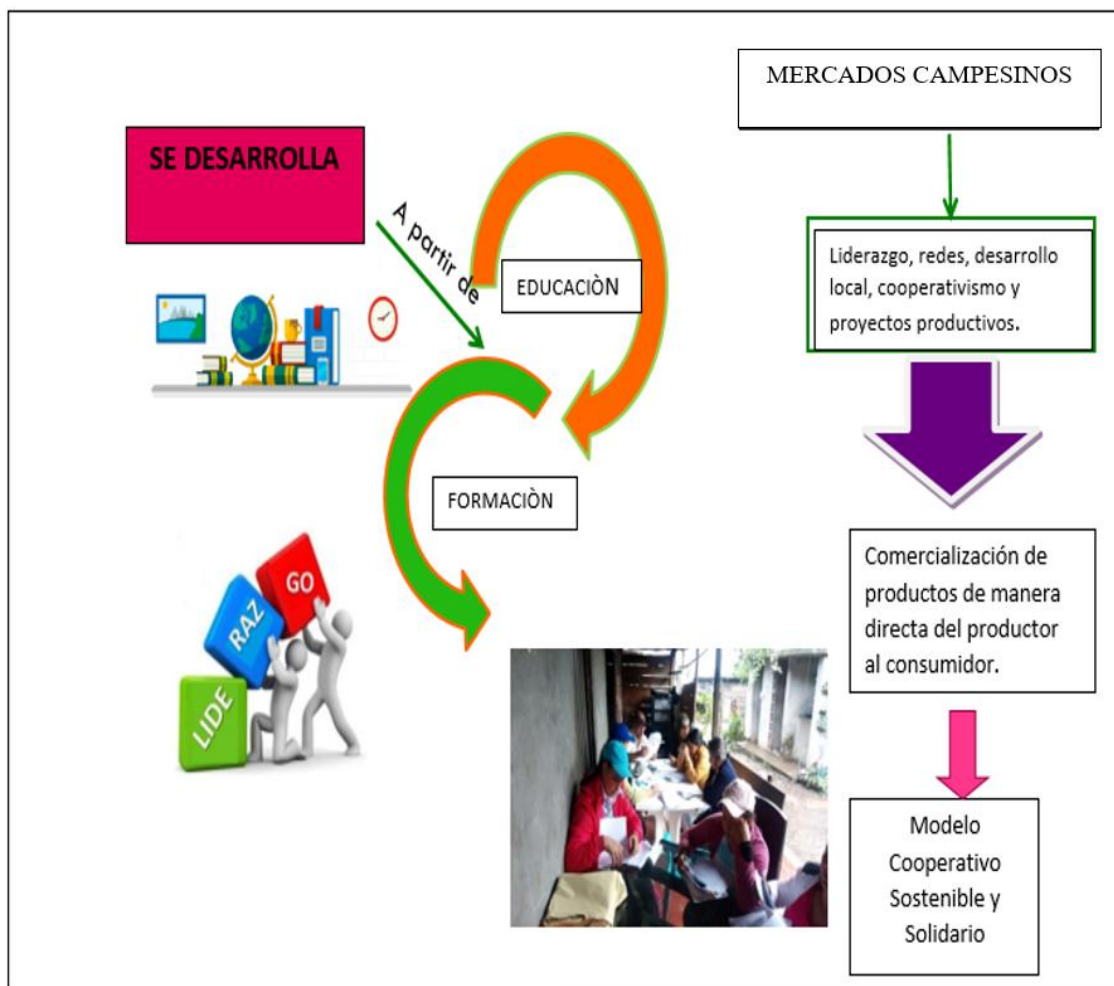 MERCADOS CAMPESINOS
SE DESARROLLA
A partir de
EDUCACIÒN
FORMACIÒN
GO
RAZ
LIDE
Liderazgo, redes, desarrollo
local, cooperativismo y
proyectos productivos.
Comercialización de
productos de manera
directa del productor
al consumidor.
Modelo
Cooperativo
Sostenible y
Solidario